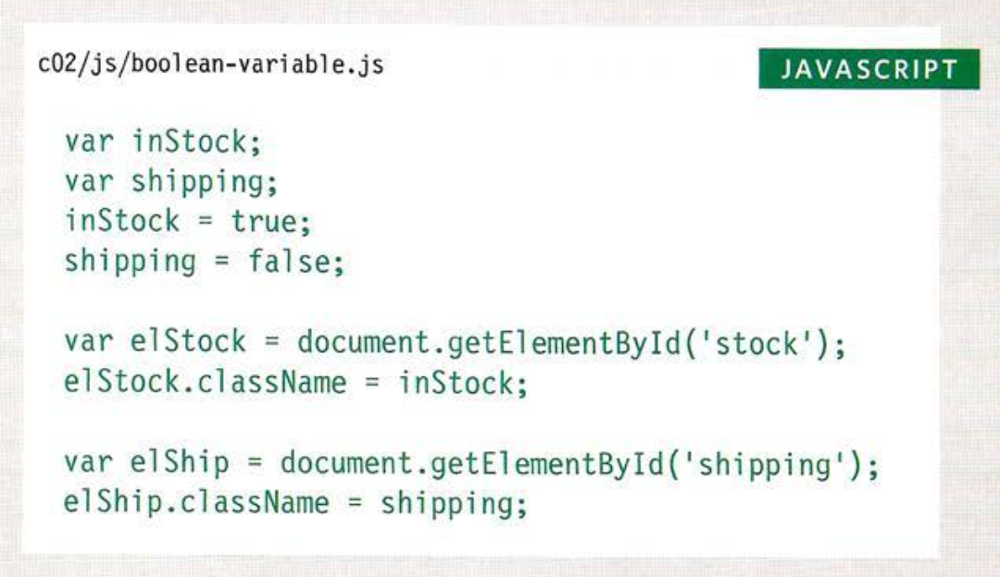 c02/js/boolean-variable.js
JAVASCRIPT
var inStock;
var shipping;
inStock = true;
shipping = false;
var elStock = document.getElementById('stock');
elStock.className = inStock;
var elShip = document.getElementById('shipping');
elShip.className = shipping;